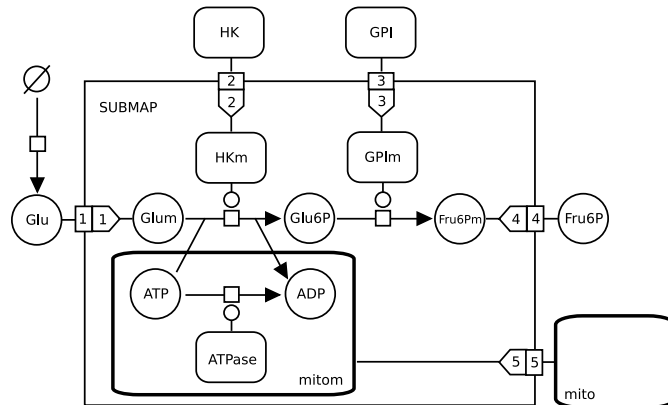 HK GPI
2 3
SUBMAP 2 3
HKm GPIm
Glu 1 1 Glum Glu6P Fru6Pm 4 4 Fru6P
ATP ADP
ATPase
mitom 5 5
mito